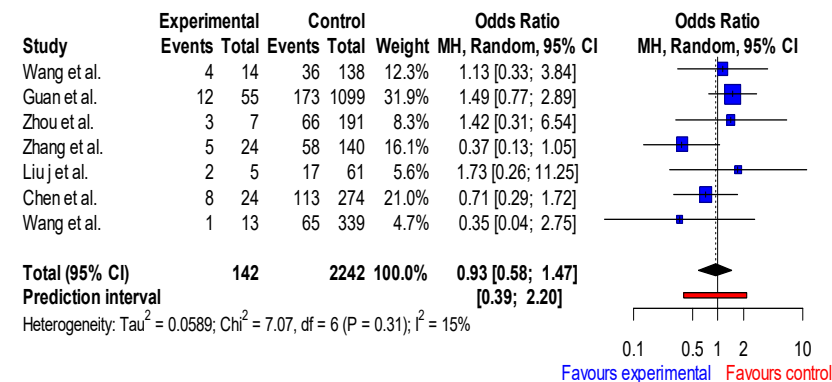 Experimental Control Odds Ratio Odds Ratio
Study Events Total Events Total Weight MH, Random, 95% CI MH, Random, 95% CI
Wang et al. 4 14 36 138 12.3% 1.13 [0.33; 3.84]
Guan et al. 12 55 173 1099 31.9% 1.49 [0.77; 2.89]
Zhou et al. 3 7 66 191 8.3% 1.42 [0.31; 6.54]
Zhang et al. 5 24 58 140 16.1% 0.37 [0.13; 1.05]
Liu j et al. 2 5 17 61 5.6% 1.73 [0.26; 11.25]
Chen et al. 8 24 113 274 21.0% 0.71 [0.29; 1.72]
Wang et al. 1 13 65 339 4.7% 0.35 [0.04; 2.75]
Total (95% CI) 142 2242 100.0% 0.93 [0.58; 1.47]
Prediction interval [0.39; 2.20]
Heterogeneity: Tau² = 0.0589; Chi² = 7.07, df = 6 (P = 0.31); I² = 15%
0.1 0.5 1 2 10
Favours experimental Favours control